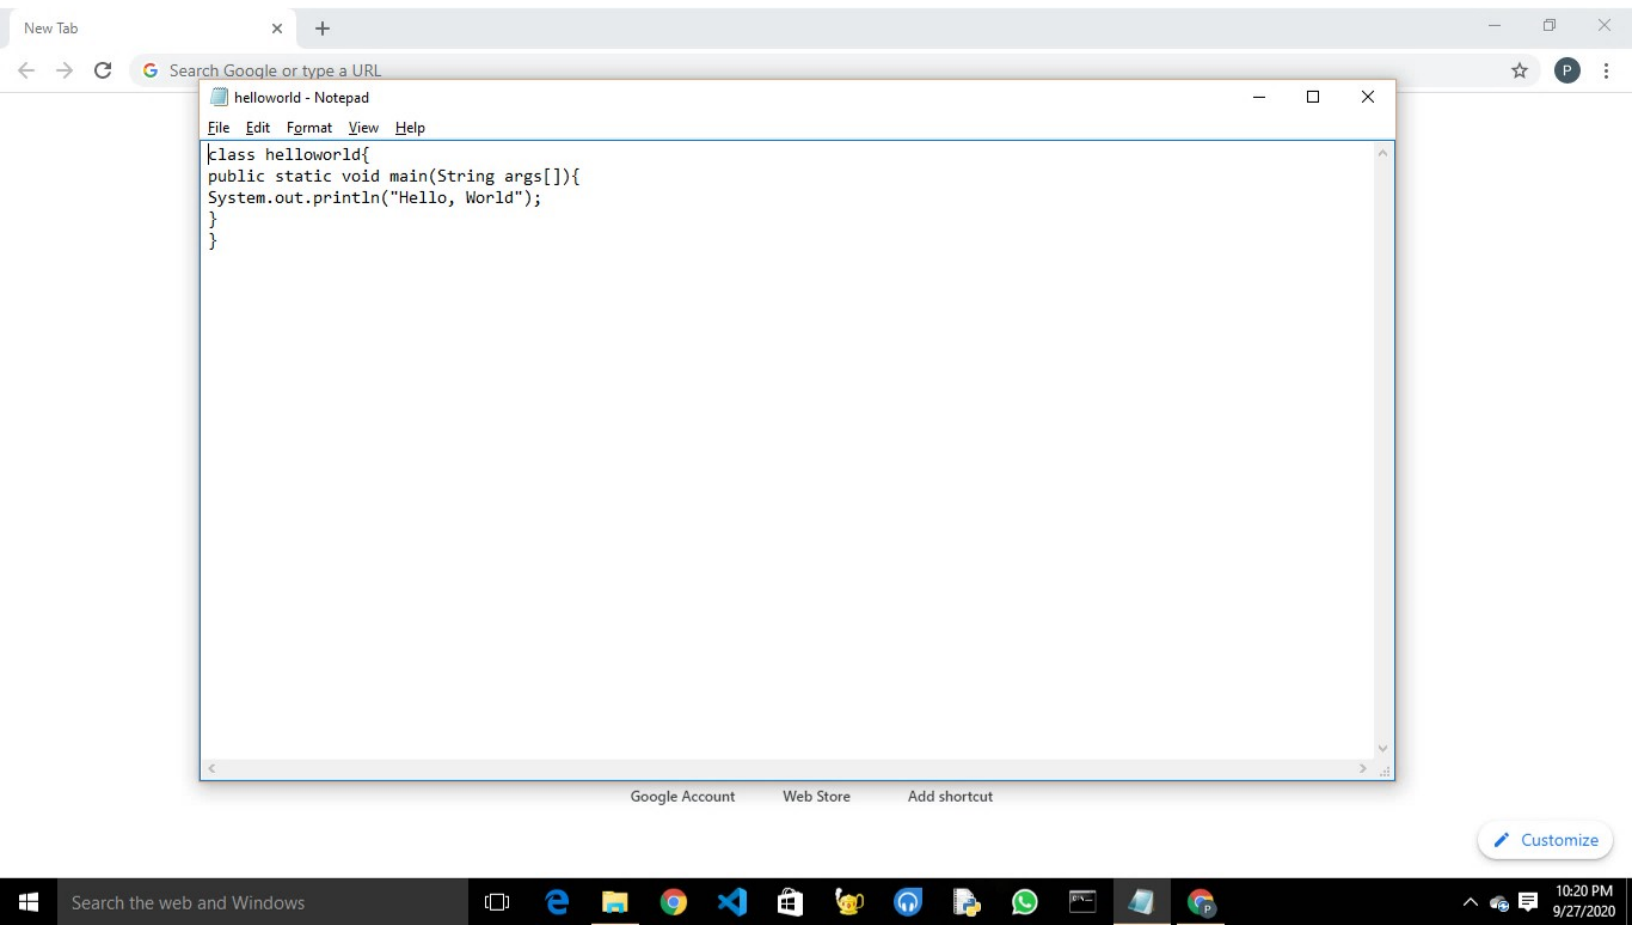 New Tab
Search Google or type a URL
P
helloworld - Notepad
File Edit Format View Help
class helloworld{
public static void main(String args[]){
System.out.println("Hello, World");
}
}
Google Account Web Store Add shortcut
Customize
Search the web and Windows
10:20 PM
9/27/2020